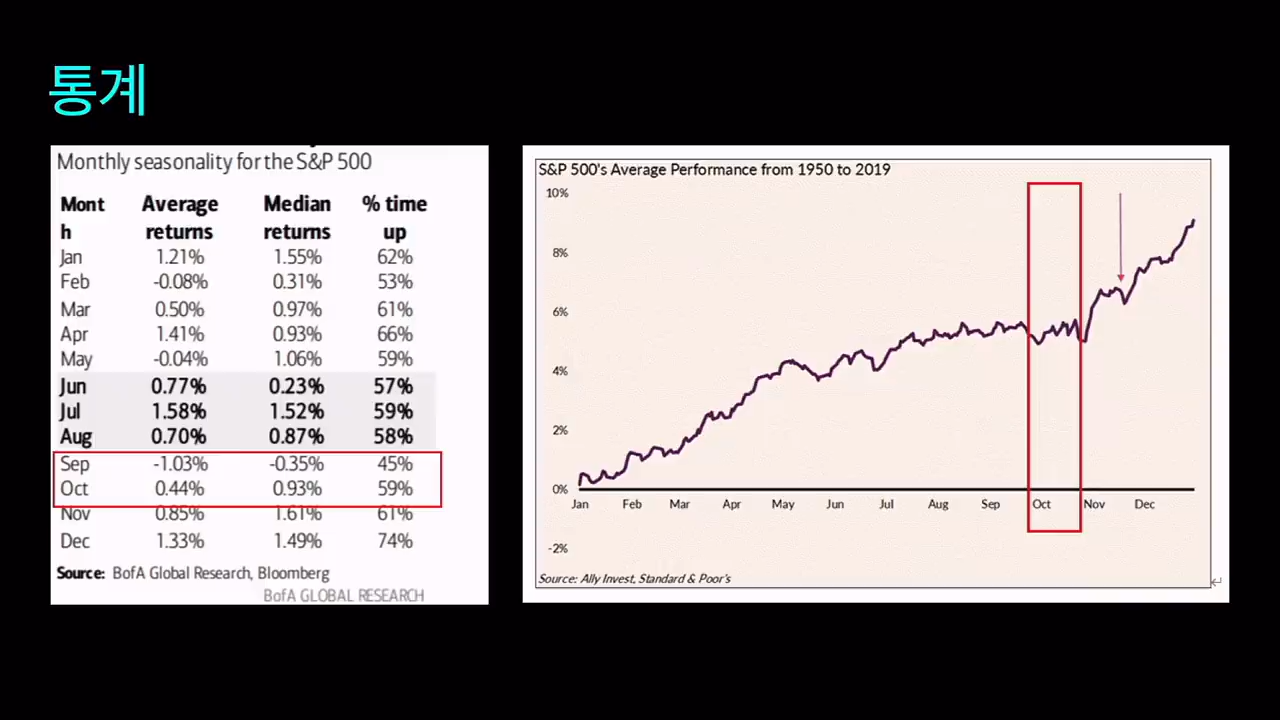 통계
Monthly seasonality for the S&P 500
Mont
h Average
returns Median
returns % time
up
Jan 1.21% 1.55% 62%
Feb -0.08% 0.31% 53%
Mar 0.50% 0.97% 61%
Apr 1.41% 0.93% 66%
May -0.04% 1.06% 59%
Jun 0.77% 0.23% 57%
Jul 1.58% 1.52% 59%
Aug 0.70% 0.87% 58%
Sep -1.03% -0.35% 45%
Oct 0.44% 0.93% 59%
Nov 0.85% 1.61% 61%
Dec 1.33% 1.49% 74%
Source: BofA Global Research, Bloomberg
BofA GLOBAL RESEARCH
S&P 500's Average Performance from 1950 to 2019
10%
8%
6%
4%
2%
0%
Jan Feb Mar Apr May Jun Jul Aug Sep Oct Nov Dec
-2%
Source: Ally Invest, Standard & Poor's